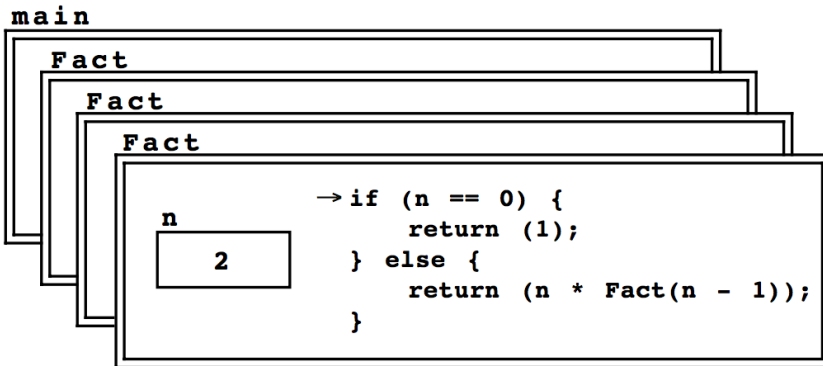 main
Fact
Fact
Fact
→ if (n == 0) {
n
return (1);
2
} else {
return (n * Fact(n - 1));
}